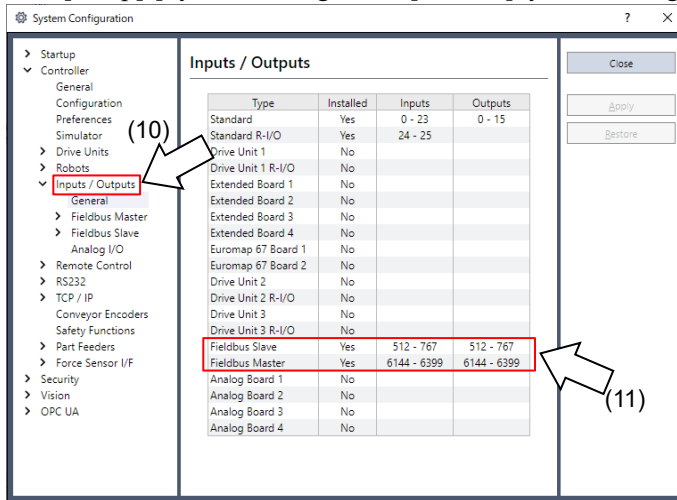 System Configuration ? X
Startup
Controller
General
Configuration
Preferences
Simulator
Drive Units
Robots
Inputs / Outputs
General
Fieldbus Master
Fieldbus Slave
Analog I/O
Remote Control
RS232
TCP / IP
Conveyor Encoders
Safety Functions
Part Feeders
Force Sensor I/F
Security
Vision
OPC UA
(10)
Inputs / Outputs
Type Installed Inputs Outputs
Standard Yes 0 - 23 0 - 15
Standard R-I/O Yes 24 - 25
Drive Unit 1 No
Drive Unit 1 R-I/O No
Extended Board 1 No
Extended Board 2 No
Extended Board 3 No
Extended Board 4 No
Euromap 67 Board 1 No
Euromap 67 Board 2 No
Drive Unit 2 No
Drive Unit 2 R-I/O No
Drive Unit 3 No
Drive Unit 3 R-I/O No
Fieldbus Slave Yes 512 - 767 512 - 767
Fieldbus Master Yes 6144 - 6399 6144 - 6399
Analog Board 1 No
Analog Board 2 No
Analog Board 3 No
Analog Board 4 No
(11)
Close
Apply
Restore